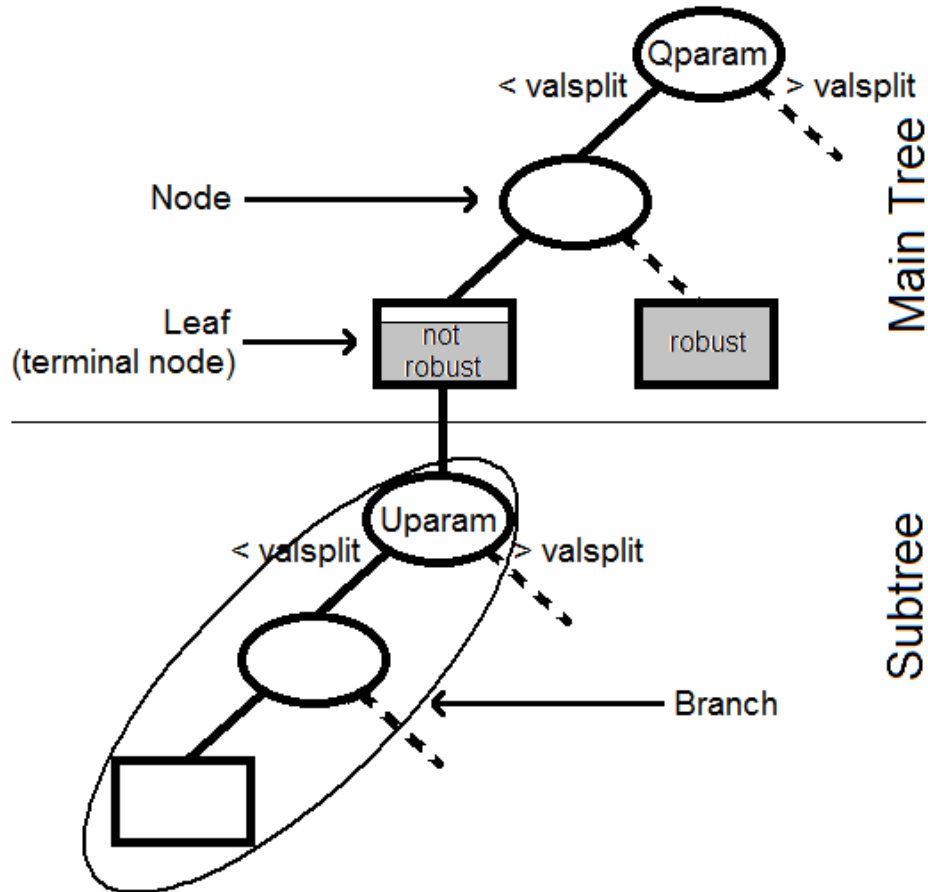 Qparam
< valsplit
> valsplit
Main Tree
Node
Leaf
(terminal node)
not
robust
robust
Uparam
< valsplit
> valsplit
Subtree
Branch